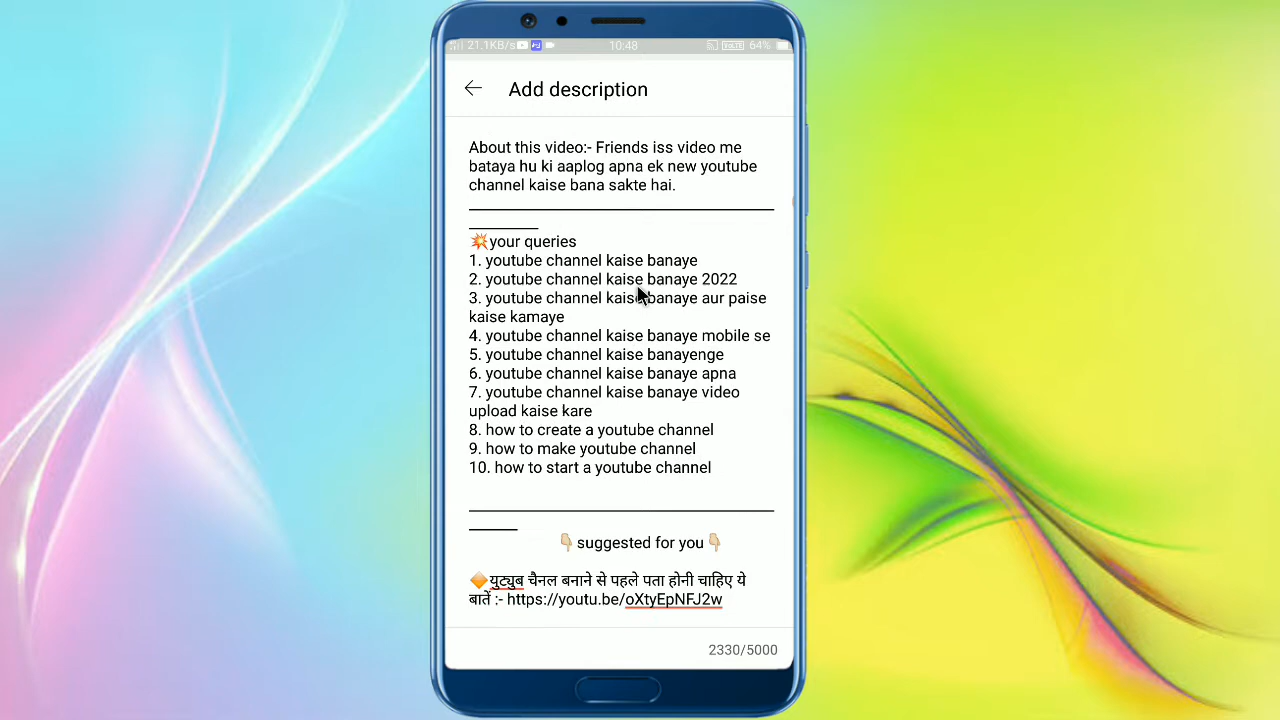 21.1KB/s 10:48 VoLTE 64%
Add description
About this video:- Friends iss video me
bataya hu ki aaplog apna ek new youtube
channel kaise bana sakte hai.
💥your queries
1. youtube channel kaise banaye
2. youtube channel kaise banaye 2022
3. youtube channel kaise banaye aur paise
kaise kamaye
4. youtube channel kaise banaye mobile se
5. youtube channel kaise banayenge
6. youtube channel kaise banaye apna
7. youtube channel kaise banaye video
upload kaise kare
8. how to create a youtube channel
9. how to make youtube channel
10. how to start a youtube channel
👇suggested for you👇
🔶युट्युब चैनल बनाने से पहले पता होनी चाहिए ये
बातें :- https://youtu.be/oXtyEpNFJ2w
2330/5000